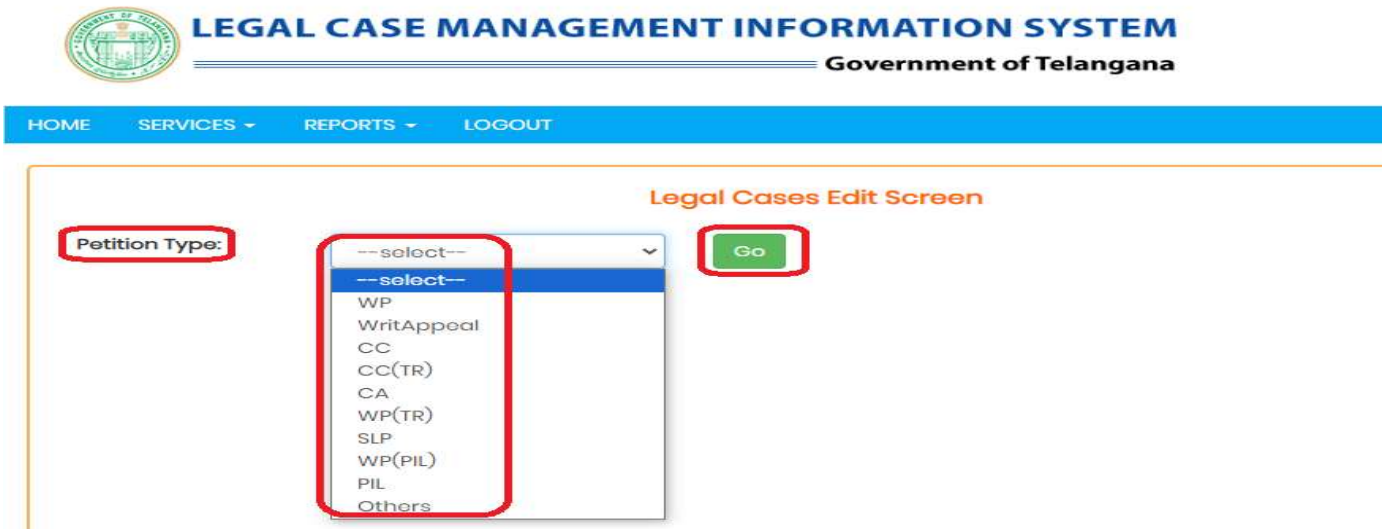 LEGAL CASE MANAGEMENT INFORMATION SYSTEM
Government of Telangana
HOME SERVICES REPORTS LOGOUT
Legal Cases Edit Screen
Petition Type: --select-- Go
--select--
WP
WritAppeal
CC
CC(TR)
CA
WP(TR)
SLP
WP(PIL)
PIL
Others